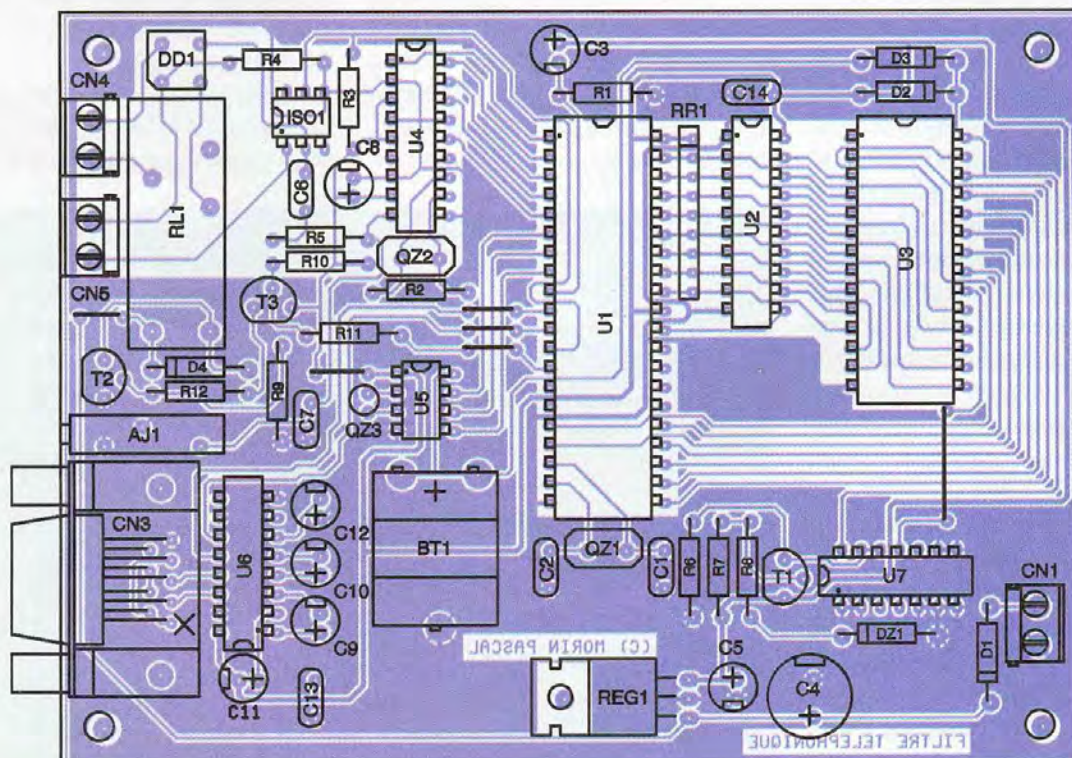 C3
D3
DD1
R4
CN4
R3
R1
C14
D2
RR1
ISO1
U4
C8
C6
RL1
U2
U3
R5
QZ2
R10
CN5
R2
T3
U1
R11
T2
D4
R9
R12
U5
C7
QZ3
AJ1
CN3
C12
U6
BT1
C2
QZ1
C1
R6
R7
R8
T1
U7
CN1
C10
C9
DZ1
D1
(C) MORIN PASCAL
C5
C11
C13
REG1
C4
FILTRE TELEPHONIQUE